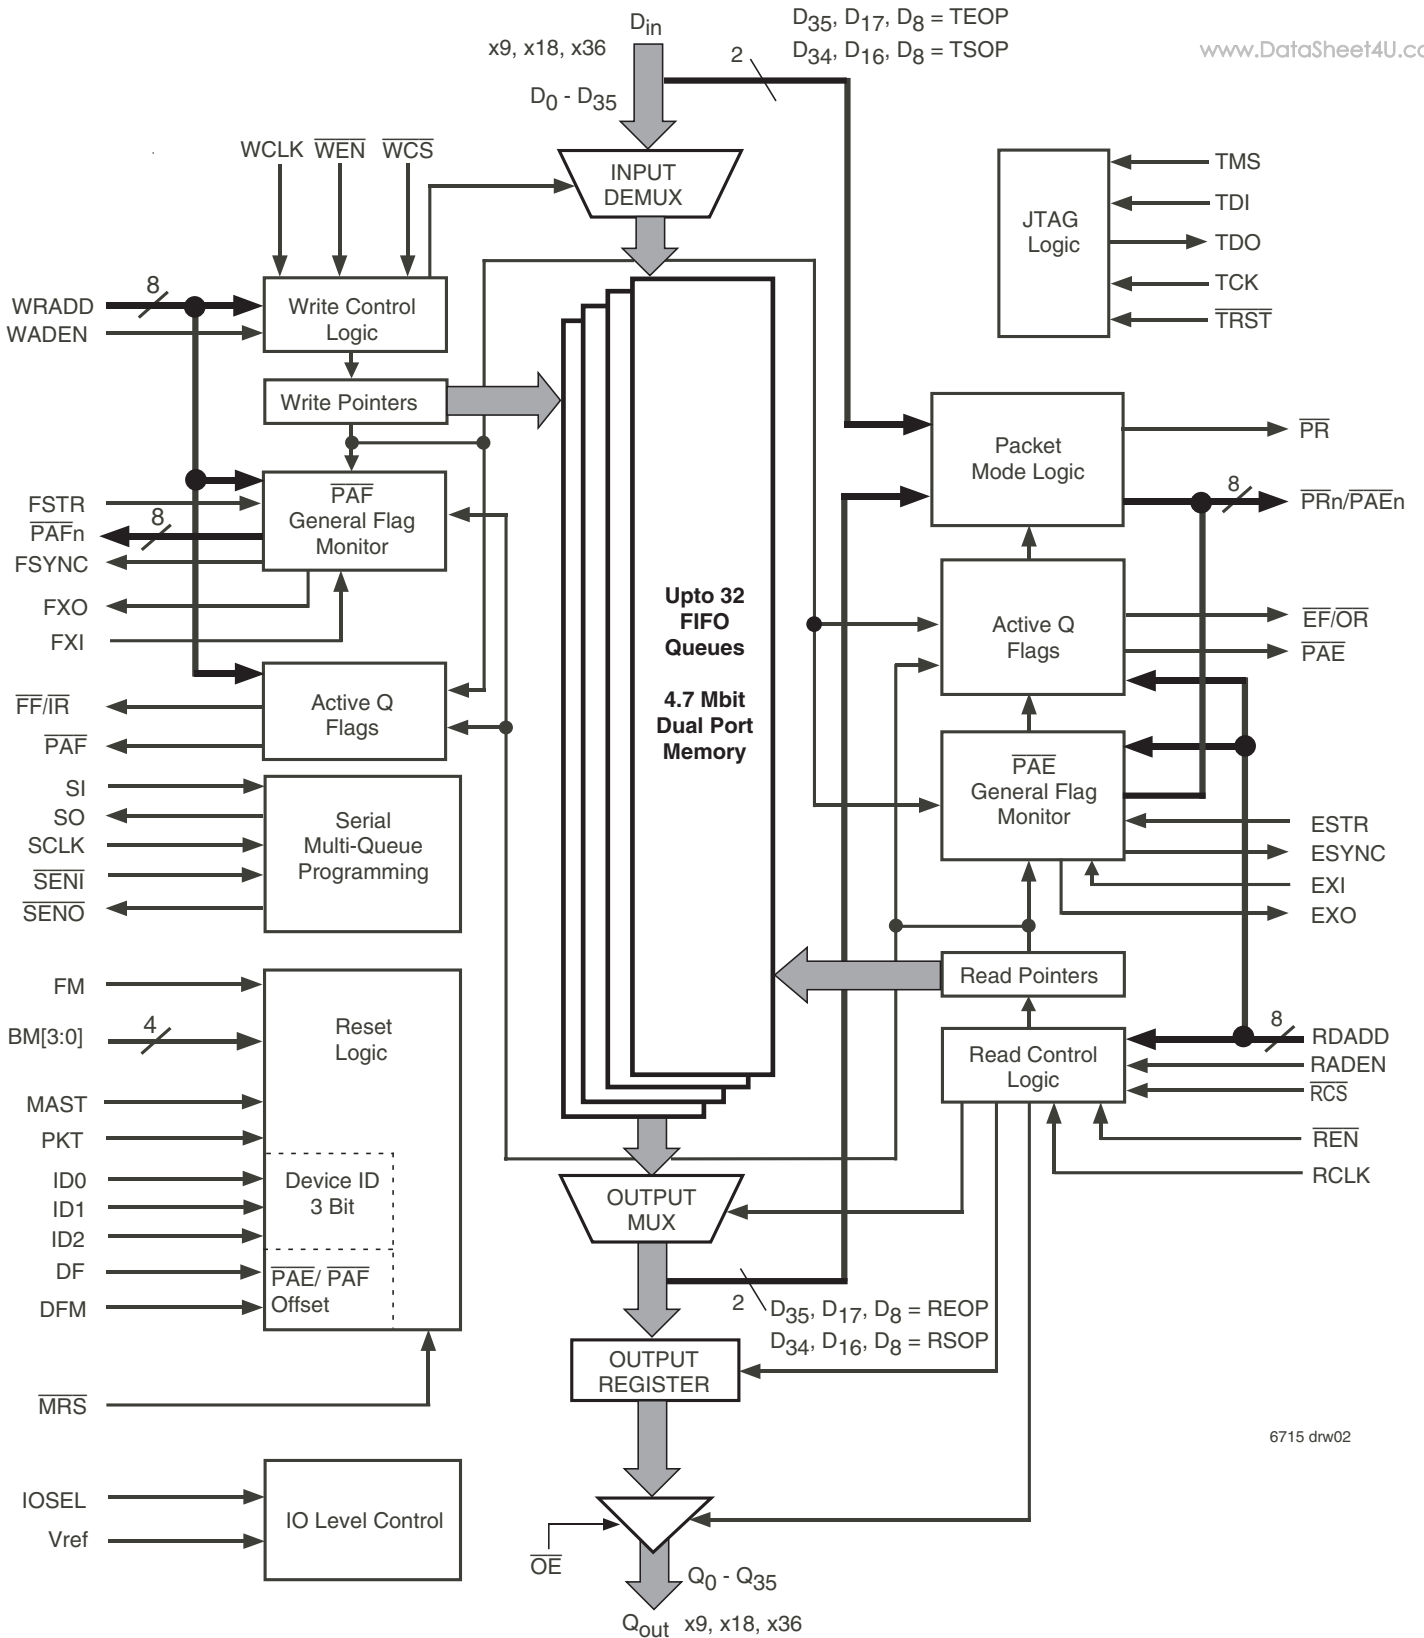 D35, D17, D8 = TEOP
D34, D16, D8 = TSOP
www.DataSheet4U.co
Din
x9, x18, x36
2
D0 - D35
WCLK
WEN
WCS
INPUT
DEMUX
TMS
TDI
TDO
TCK
TRST
JTAG
Logic
WRADD
8
WADEN
Write Control
Logic
Write Pointers
FSTR
PAFn
8
FSYNC
FXO
FXI
PAF
General Flag
Monitor
FF/IR
PAF
Active Q
Flags
SI
SO
SCLK
SENI
SENO
Serial
Multi-Queue
Programming
Upto 32
FIFO
Queues
4.7 Mbit
Dual Port
Memory
Packet
Mode Logic
PR
8
PRn/PAEn
Active Q
Flags
EF/OR
PAE
PAE
General Flag
Monitor
ESTR
ESYNC
EXI
EXO
Read Pointers
Read Control
Logic
8
RDADD
RADEN
RCS
REN
RCLK
FM
BM[3:0]
4
MAST
PKT
ID0
ID1
ID2
DF
DFM
MRS
Reset
Logic
Device ID
3 Bit
PAE/ PAF
Offset
OUTPUT
MUX
2
D35, D17, D8 = REOP
D34, D16, D8 = RSOP
OUTPUT
REGISTER
IOSEL
Vref
IO Level Control
OE
Q0 - Q35
Qout x9, x18, x36
6715 drw02